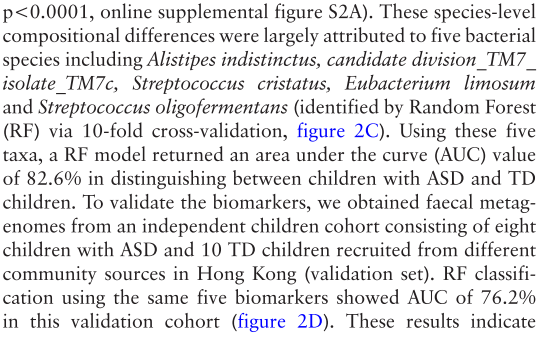 p<0.0001, online supplemental figure S2A). These species-level
compositional differences were largely attributed to five bacterial
species including Alistipes indistinctus, candidate division_TM7_
isolate_TM7c, Streptococcus cristatus, Eubacterium limosum
and Streptococcus oligofermentans (identified by Random Forest
(RF) via 10-fold cross-validation, figure 2C). Using these five
taxa, a RF model returned an area under the curve (AUC) value
of 82.6% in distinguishing between children with ASD and TD
children. To validate the biomarkers, we obtained faecal metag-
enomes from an independent children cohort consisting of eight
children with ASD and 10 TD children recruited from different
community sources in Hong Kong (validation set). RF classifi-
cation using the same five biomarkers showed AUC of 76.2%
in this validation cohort (figure 2D). These results indicate